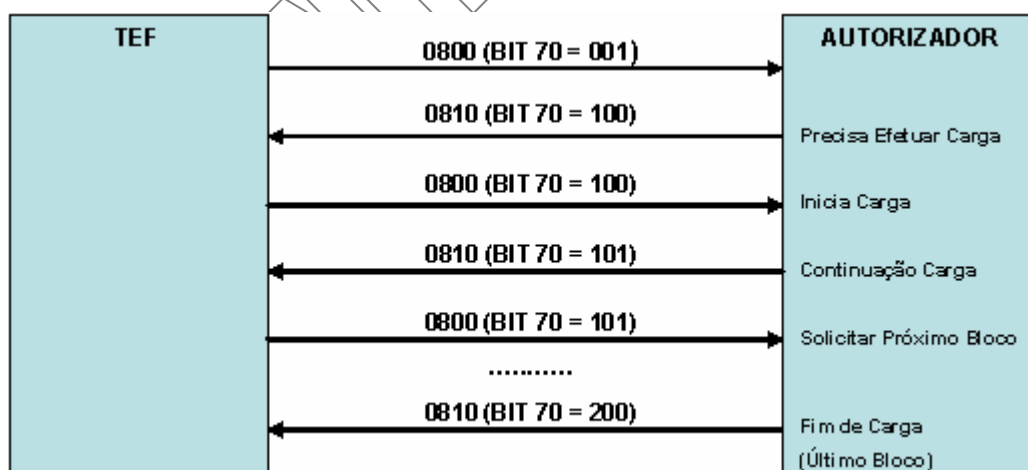 TEF
AUTORIZADOR
0800 (BIT 70 = 001)
0810 (BIT 70 = 100)
Precisa Efetuar Carga
0800 (BIT 70 = 100)
Inicia Carga
0810 (BIT 70 = 101)
Continuação Carga
0800 (BIT 70 = 101)
Solicitar Próximo Bloco
...........
0810 (BIT 70 = 200)
Fim de Carga
(Último Bloco)